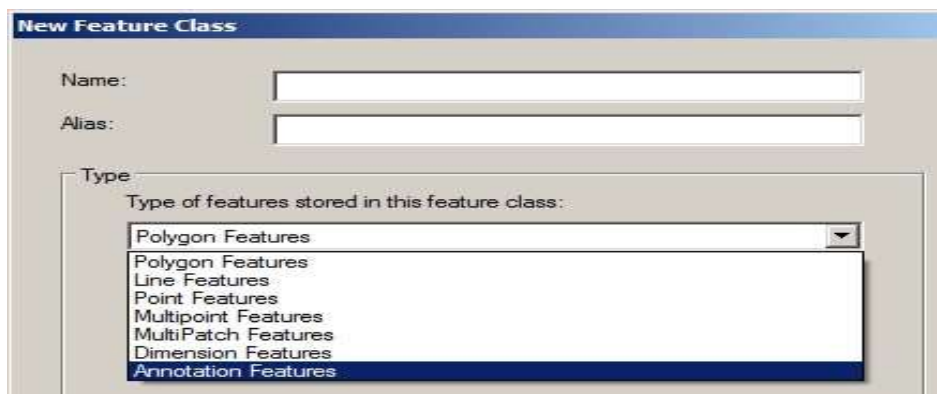 New Feature Class
Name:
Alias:
Type
Type of features stored in this feature class:
Polygon Features
Polygon Features
Line Features
Point Features
Multipoint Features
MultiPatch Features
Dimension Features
Annotation Features